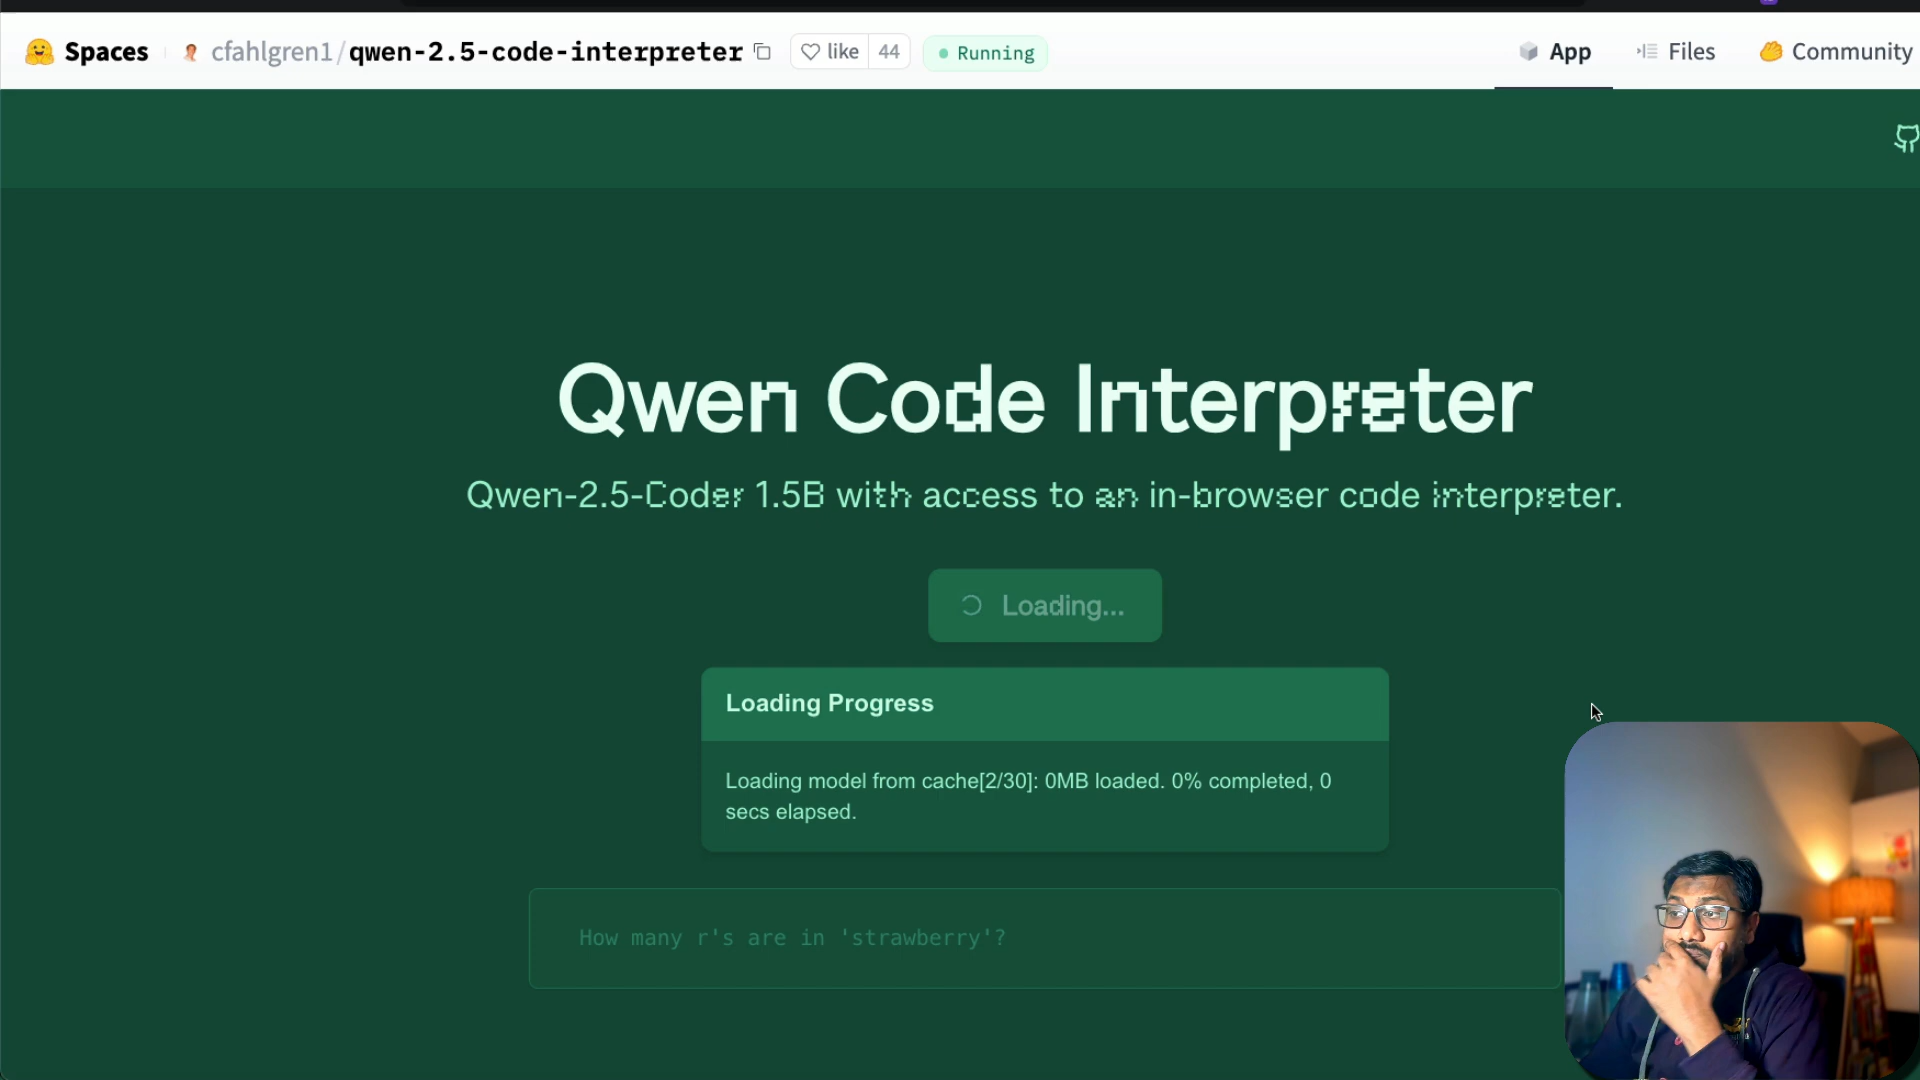 Spaces cfahlgren1/qwen-2.5-code-interpreter like 44 Running App Files Community
Qwen Code Interpreter
Qwen-2.5-Coder 1.5B with access to an in-browser code interpreter.
Loading...
Loading Progress
Loading model from cache[2/30]: 0MB loaded. 0% completed, 0
secs elapsed.
How many r's are in 'strawberry'?